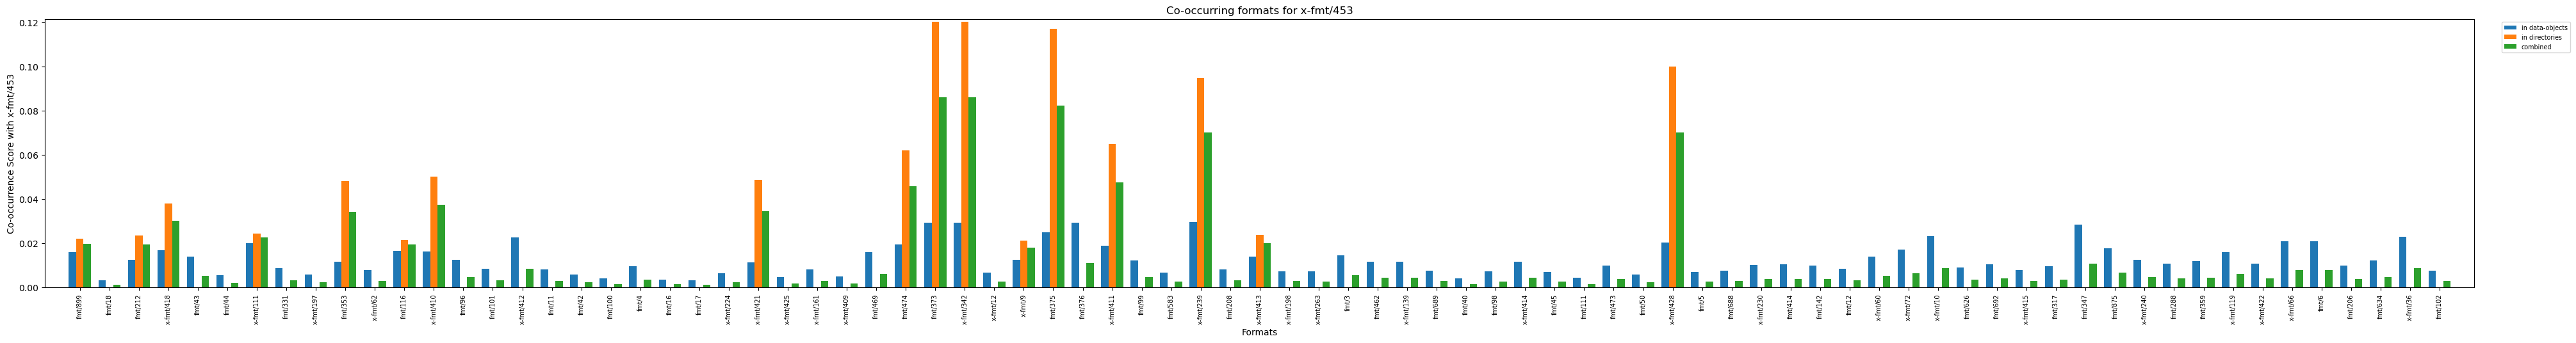 Co-occurring formats for x-fmt/453
0.12
0.10
0.08
0.06
0.04
0.02
0.00
Co-occurrence Score with x-fmt/453
in data-objects
in directories
combined
fmt/899
fmt/18
fmt/212
x-fmt/418
fmt/43
fmt/44
x-fmt/111
fmt/331
x-fmt/197
fmt/353
x-fmt/62
fmt/116
x-fmt/410
fmt/96
fmt/101
x-fmt/412
fmt/11
fmt/42
fmt/100
fmt/4
fmt/16
fmt/17
x-fmt/224
x-fmt/421
x-fmt/425
fmt/161
x-fmt/409
fmt/469
fmt/474
fmt/373
x-fmt/342
x-fmt/12
x-fmt/9
fmt/375
fmt/376
x-fmt/411
fmt/99
fmt/583
x-fmt/239
fmt/208
x-fmt/413
x-fmt/198
x-fmt/263
fmt/3
fmt/462
x-fmt/139
fmt/689
fmt/40
fmt/98
x-fmt/414
fmt/45
fmt/111
fmt/473
fmt/50
x-fmt/428
fmt/5
fmt/688
x-fmt/230
fmt/414
fmt/142
fmt/12
x-fmt/60
x-fmt/72
x-fmt/10
fmt/626
fmt/692
x-fmt/415
fmt/317
fmt/347
fmt/875
x-fmt/240
fmt/288
fmt/359
x-fmt/119
x-fmt/422
x-fmt/66
fmt/6
fmt/206
fmt/634
x-fmt/36
fmt/102
Formats